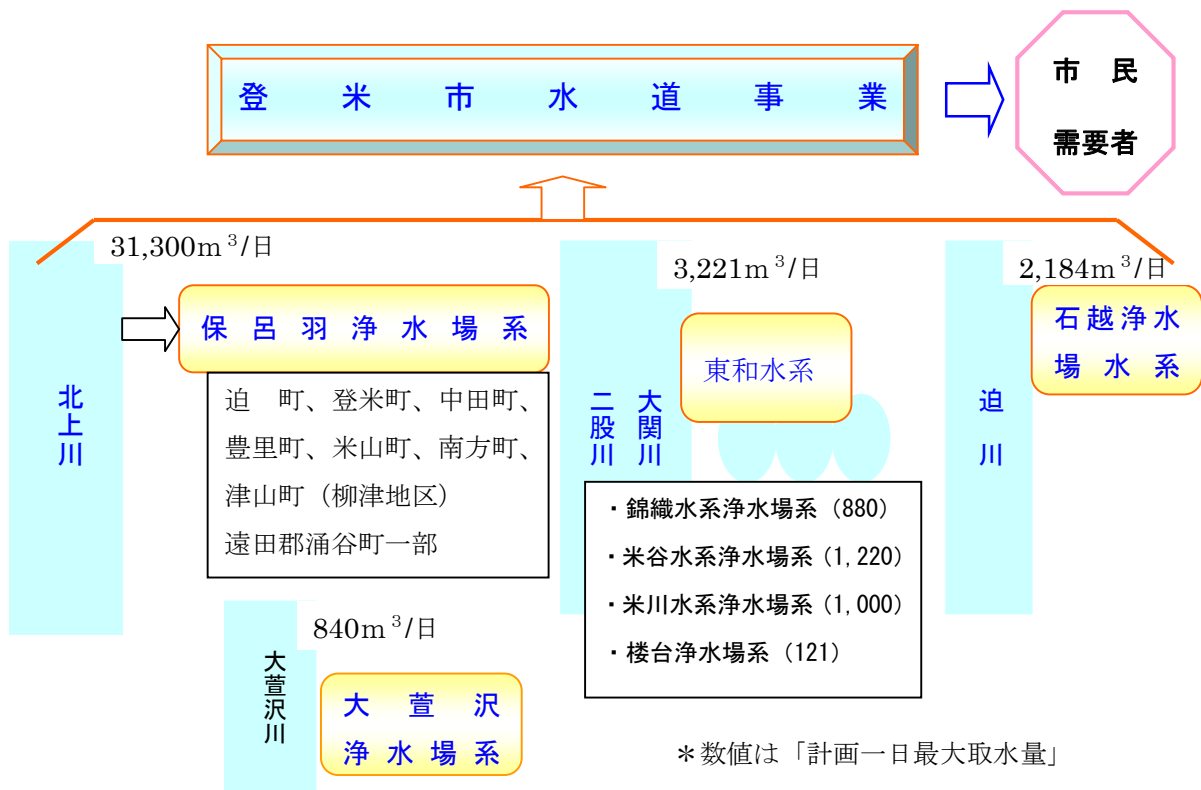 登米市水道事業
市民
需要者
31,300m³/日
北上川
保呂羽浄水場系
迫　町、登米町、中田町、
豊里町、米山町、南方町、
津山町（柳津地区）
遠田郡涌谷町一部
840m³/日
大萱沢川
大萱沢
浄水場系
3,221m³/日
二股川
大関川
東和水系
・錦織水系浄水場系（880）
・米谷水系浄水場系（1,220）
・米川水系浄水場系（1,000）
・楼台浄水場系（121）
2,184m³/日
迫川
石越浄水
場水系
＊数値は「計画一日最大取水量」